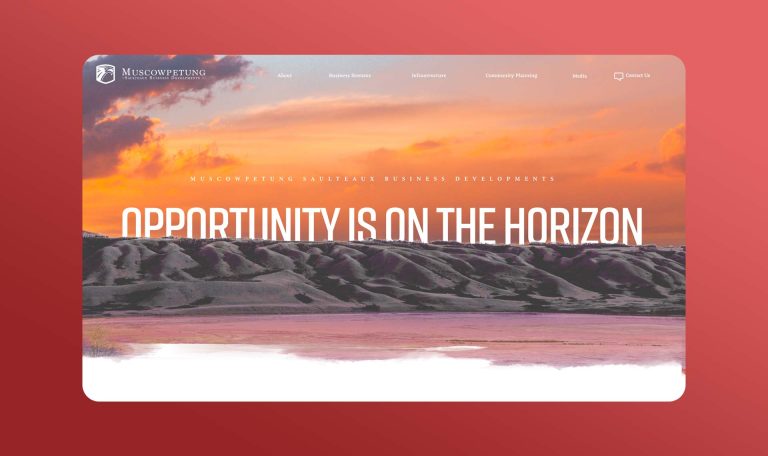 MUSCOWPETUNG
SAULTEAUX BUSINESS DEVELOPMENTS
About
Business Sectors
Infrastructure
Community Planning
Media
Contact Us
MUSCOWPETUNG SAULTEAUX BUSINESS DEVELOPMENTS
OPPORTUNITY IS ON THE HORIZON